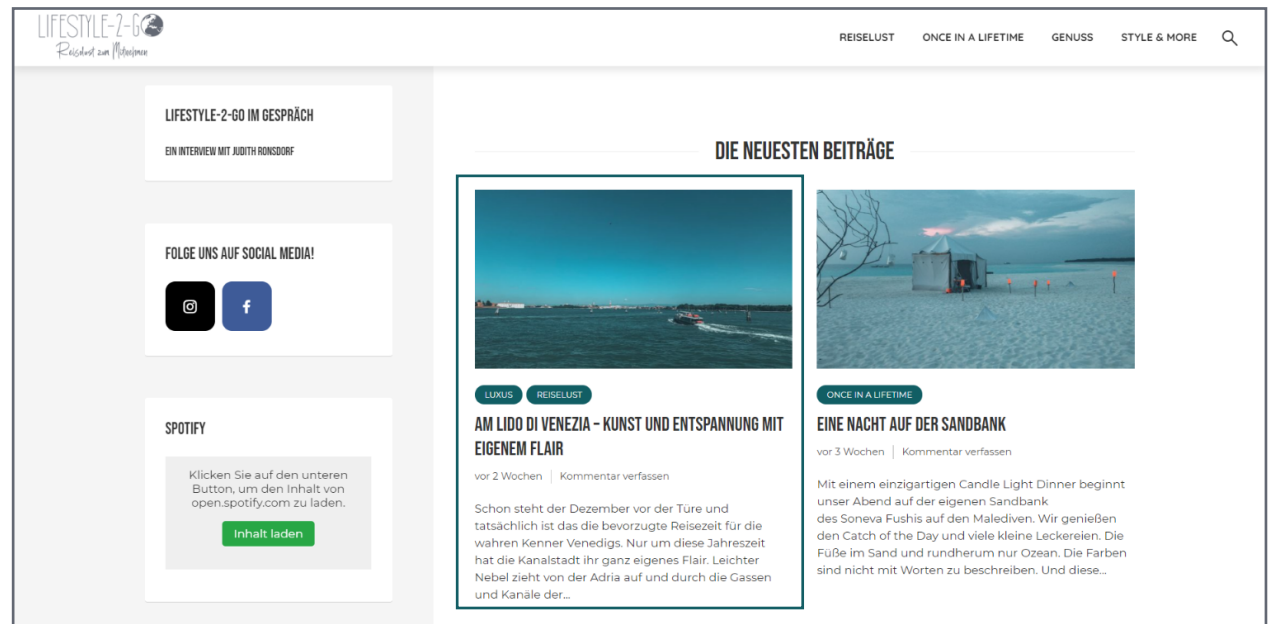 LIFESTYLE-2-GO
Reiselust zum Mitnehmen
REISELUST
ONCE IN A LIFETIME
GENUSS
STYLE & MORE
LIFESTYLE-2-GO IM GESPRÄCH
EIN INTERVIEW MIT JUDITH RONSDORF
FOLGE UNS AUF SOCIAL MEDIA!
SPOTIFY
Klicken Sie auf den unteren
Button, um den Inhalt von
open.spotify.com zu laden.
Inhalt laden
DIE NEUESTEN BEITRÄGE
LUXUS
REISELUST
AM LIDO DI VENEZIA – KUNST UND ENTSPANNUNG MIT
EIGENEM FLAIR
vor 2 Wochen
Kommentar verfassen
Schon steht der Dezember vor der Türe und
tatsächlich ist das die bevorzugte Reisezeit für die
wahren Kenner Venedigs. Nur um diese Jahreszeit
hat die Kanalstadt ihr ganz eigenes Flair. Leichter
Nebel zieht von der Adria auf und durch die Gassen
und Kanäle der...
ONCE IN A LIFETIME
EINE NACHT AUF DER SANDBANK
vor 3 Wochen
Kommentar verfassen
Mit einem einzigartigen Candle Light Dinner beginnt
unser Abend auf der eigenen Sandbank
des Soneva Fushis auf den Malediven. Wir genießen
den Catch of the Day und viele kleine Leckereien. Die
Füße im Sand und rundherum nur Ozean. Die Farben
sind nicht mit Worten zu beschreiben. Und diese...